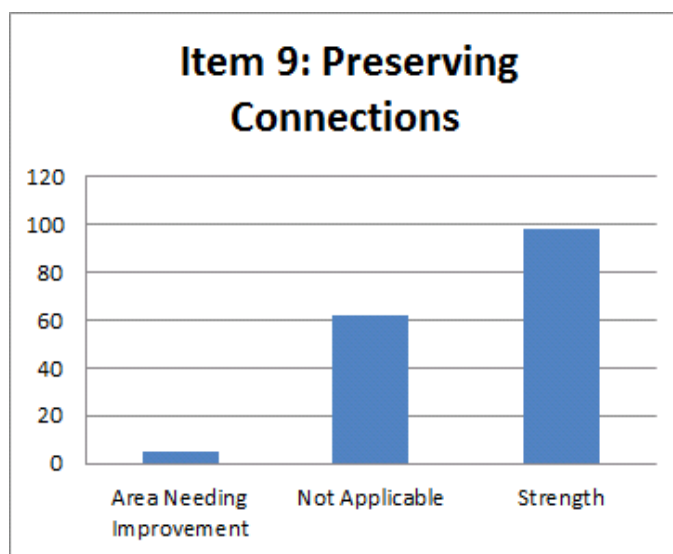 Item 9: Preserving
Connections
120
100
80
60
40
20
0
Area Needing
Improvement
Not Applicable
Strength